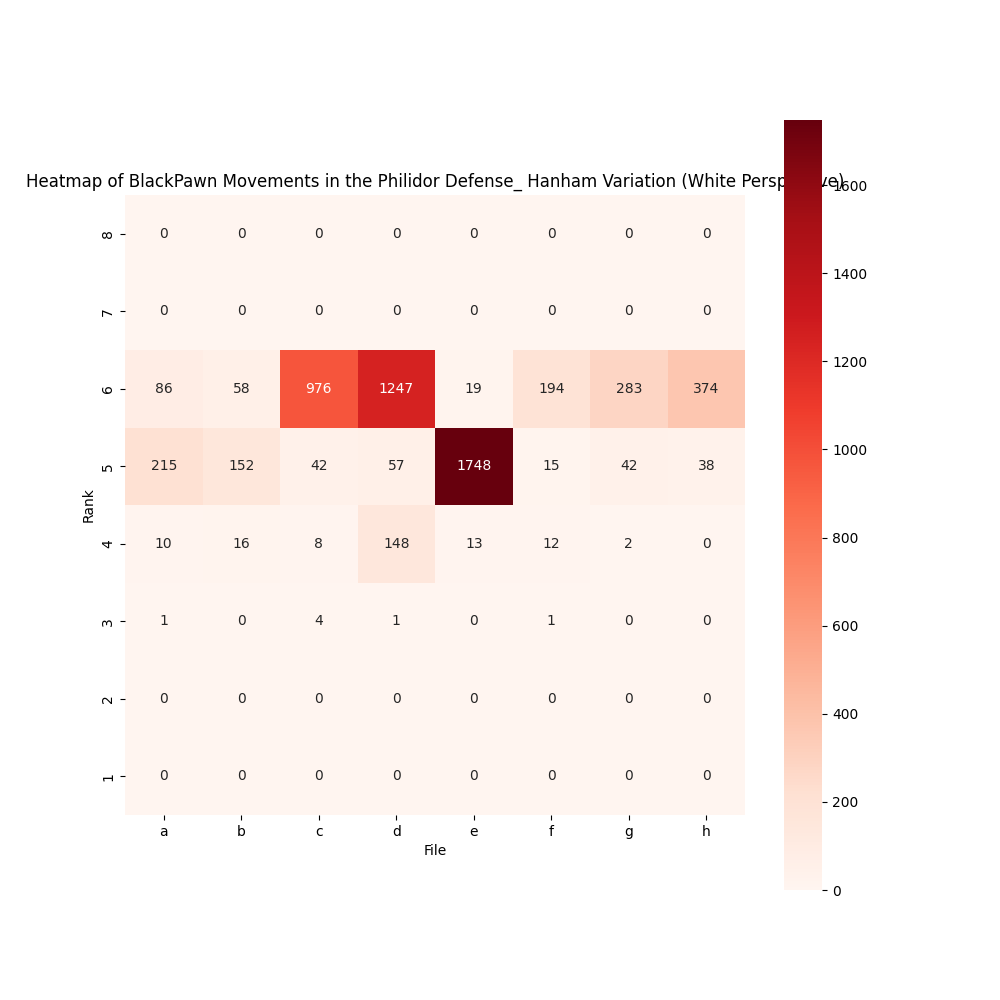 Heatmap of BlackPawn Movements in the Philidor Defense_ Hanham Variation (White Perspective)
8 0 0 0 0 0 0 0 0
7 0 0 0 0 0 0 0 0
6 86 58 976 1247 19 194 283 374
5 215 152 42 57 1748 15 42 38
4 10 16 8 148 13 12 2 0
3 1 0 4 1 0 1 0 0
2 0 0 0 0 0 0 0 0
1 0 0 0 0 0 0 0 0
a b c d e f g h
File
Rank
1600
1400
1200
1000
800
600
400
200
0